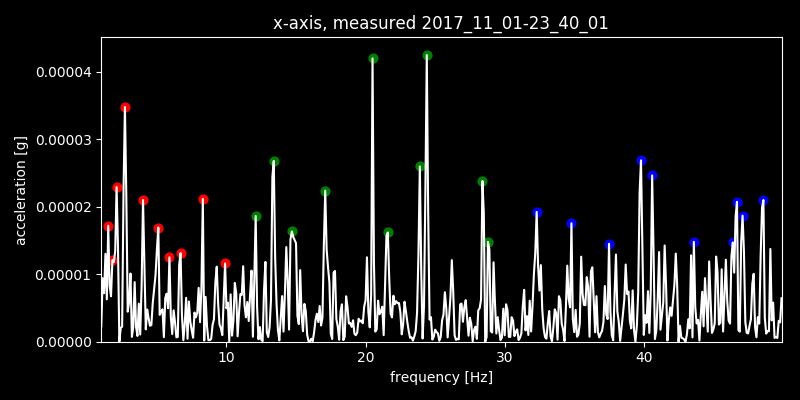 x-axis, measured 2017_11_01-23_40_01
acceleration [g]
0.00004
0.00003
0.00002
0.00001
0.00000
10 20 30 40
frequency [Hz]